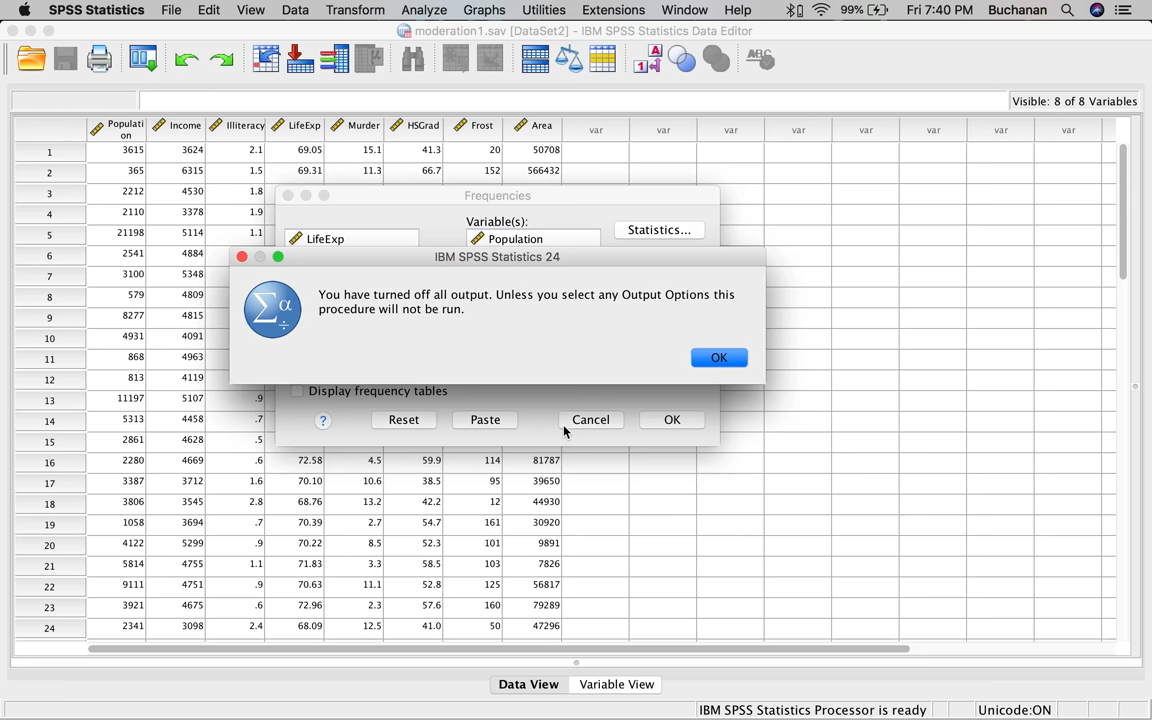 SPSS Statistics File Edit View Data Transform Analyze Graphs Utilities Extensions Window Help 99% Fri 7:40 PM Buchanan
moderation1.sav [DataSet2] - IBM SPSS Statistics Data Editor
Visible: 8 of 8 Variables
Populati on Income Illiteracy LifeExp Murder HSGrad Frost Area var var var var var var var var
1 3615 3624 2.1 69.05 15.1 41.3 20 50708
2 365 6315 1.5 69.31 11.3 66.7 152 566432
3 2212 4530 1.8
4 2110 3378 1.9
5 21198 5114 1.1
6 2541 4884
7 3100 5348
8 579 4809
9 8277 4815
10 4931 4091
11 868 4963
12 813 4119
13 11197 5107 .9
14 5313 4458 .7
15 2861 4628 .5
16 2280 4669 .6 72.58 4.5 59.9 114 81787
17 3387 3712 1.6 70.10 10.6 38.5 95 39650
18 3806 3545 2.8 68.76 13.2 42.2 12 44930
19 1058 3694 .7 70.39 2.7 54.7 161 30920
20 4122 5299 .9 70.22 8.5 52.3 101 9891
21 5814 4755 1.1 71.83 3.3 58.5 103 7826
22 9111 4751 .9 70.63 11.1 52.8 125 56817
23 3921 4675 .6 72.96 2.3 57.6 160 79289
24 2341 3098 2.4 68.09 12.5 41.0 50 47296
Frequencies
Variable(s):
Statistics...
LifeExp
Population
IBM SPSS Statistics 24
You have turned off all output. Unless you select any Output Options this
procedure will not be run.
OK
Display frequency tables
? Reset Paste Cancel OK
Data View Variable View
IBM SPSS Statistics Processor is ready Unicode:ON